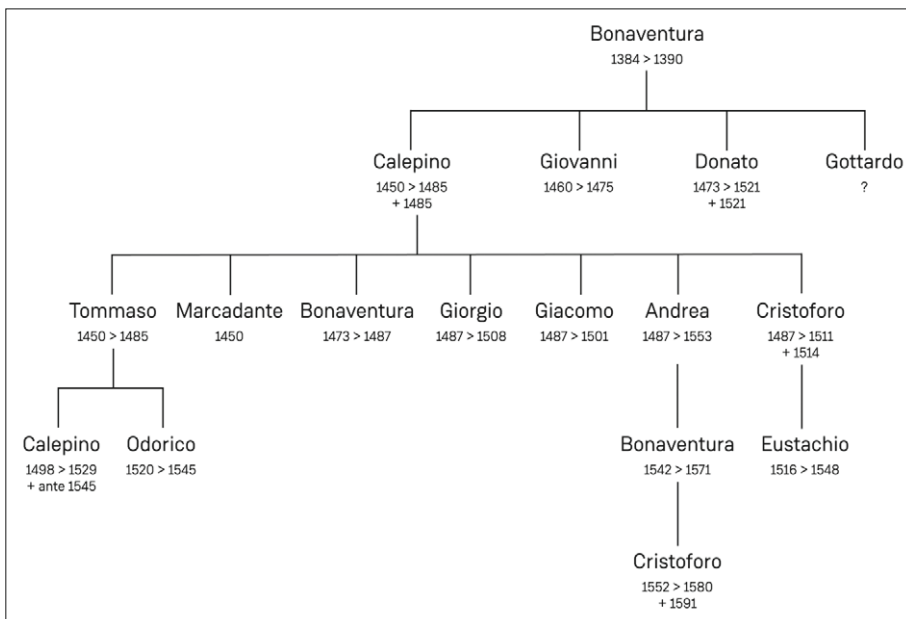 Bonaventura
1384 > 1390
Calepino
1450 > 1485
+ 1485
Giovanni
1460 > 1475
Donato
1473 > 1521
+ 1521
Gottardo
?
Tommaso
1450 > 1485
Marcadante
1450
Bonaventura
1473 > 1487
Giorgio
1487 > 1508
Giacomo
1487 > 1501
Andrea
1487 > 1553
Cristoforo
1487 > 1511
+ 1514
Calepino
1498 > 1529
+ ante 1545
Odorico
1520 > 1545
Bonaventura
1542 > 1571
Eustachio
1516 > 1548
Cristoforo
1552 > 1580
+ 1591